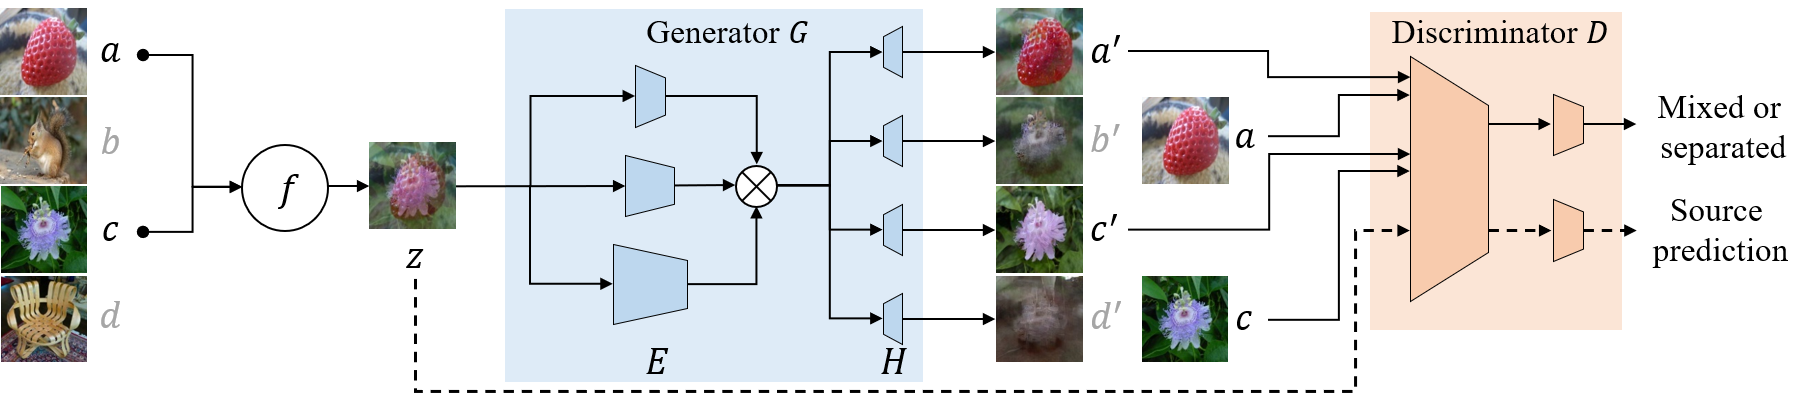 a
b
c
d
f
z
Generator G
E
H
a′
b′
c′
d′
a
c
Discriminator D
Mixed or
separated
Source
prediction